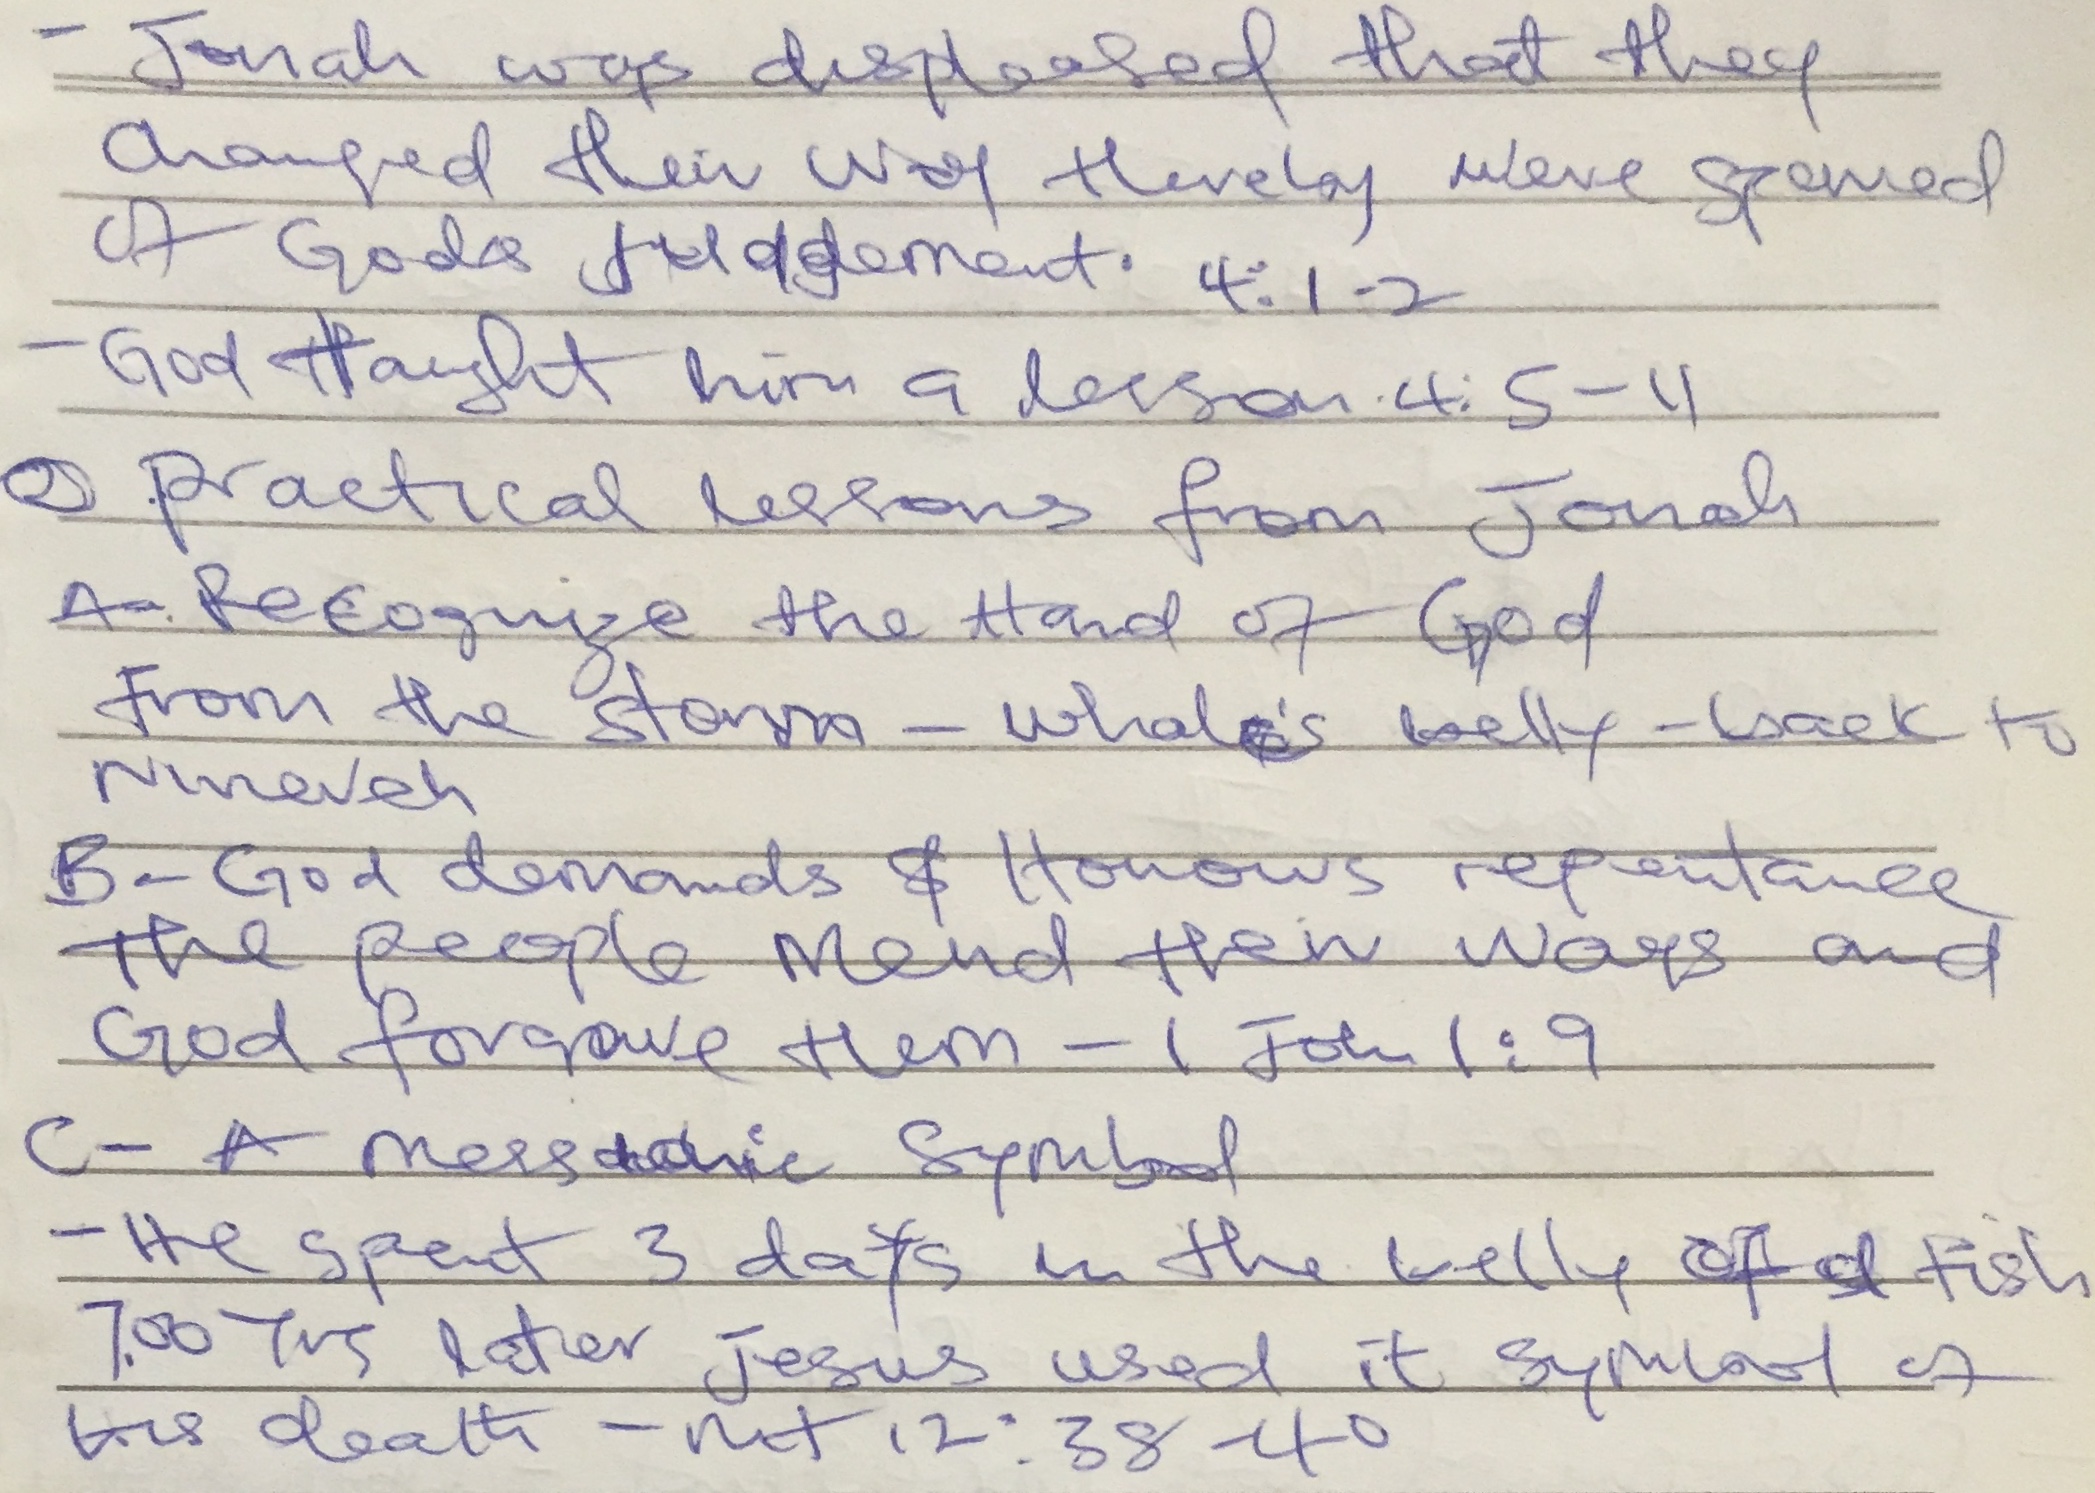 - Jonah was displeased that they
changed their way thereby were spared
of Gods judgement. 4:1-2
- God taught him a lesson. 4:5-11
② Practical lessons from Jonah
A-. Recognize the Hand of God
From the storm - whale's belly - back to
Nineveh
B - God demands & Honours repentance
The people Mend their ways and
God forgave them - 1 John 1:9
C - A messianic Symbol
- He spent 3 days in the belly of a Fish
700 Yrs later Jesus used it symbol of
his death - Mt 12:38-40